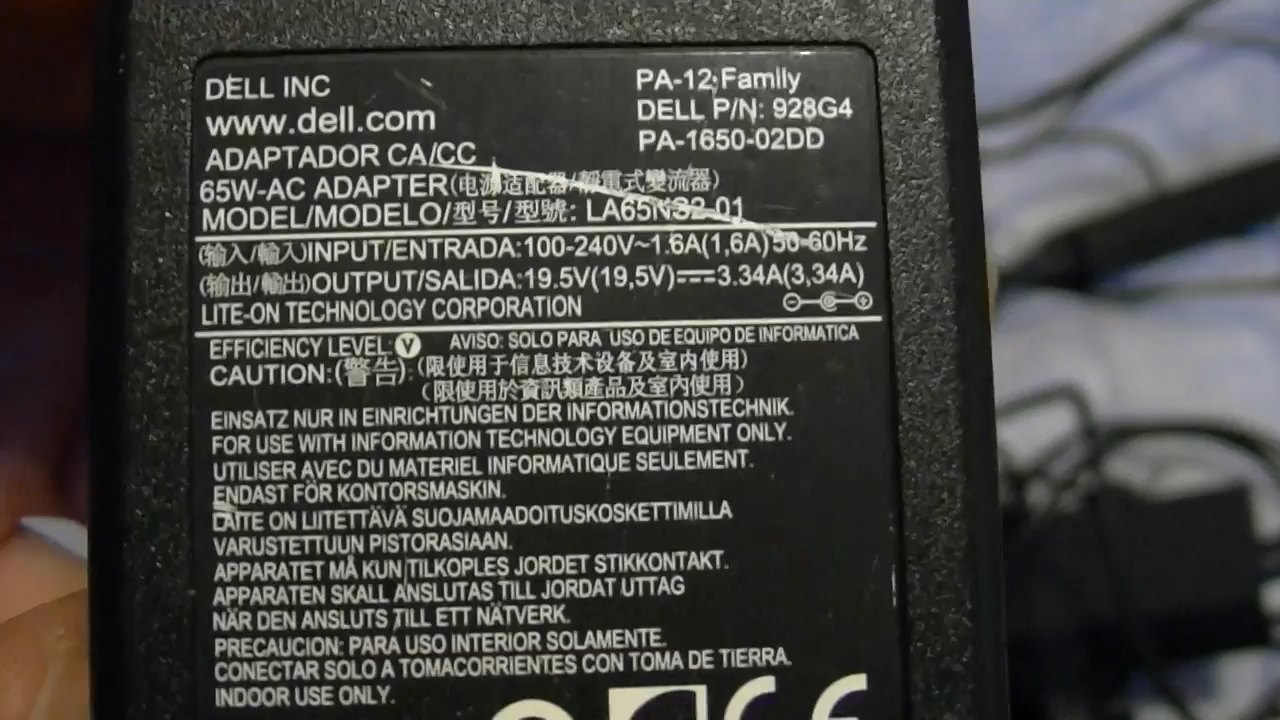 DELL INC
www.dell.com
ADAPTADOR CA/CC
PA-12 Family
DELL P/N: 928G4
PA-1650-02DD
65W-AC ADAPTER(电源适配器/靜電式變流器)
MODEL/MODELO/型号/型號: LA65NS2-01
(输入/輸入)INPUT/ENTRADA:100-240V~1.6A(1,6A)50-60Hz
(输出/輸出)OUTPUT/SALIDA:19.5V(19,5V)⎓3.34A(3,34A)
LITE-ON TECHNOLOGY CORPORATION
EFFICIENCY LEVEL: V AVISO: SOLO PARA USO DE EQUIPO DE INFORMATICA
CAUTION:(警告):(限使用于信息技术设备及室内使用)
(限使用於資訊類產品及室內使用)
EINSATZ NUR IN EINRICHTUNGEN DER INFORMATIONSTECHNIK.
FOR USE WITH INFORMATION TECHNOLOGY EQUIPMENT ONLY.
UTILISER AVEC DU MATERIEL INFORMATIQUE SEULEMENT.
ENDAST FÖR KONTORSMASKIN.
LAITE ON LIITETTÄVÄ SUOJAMAADOITUSKOSKETTIMILLA
VARUSTETTUUN PISTORASIAAN.
APPARATET MÅ KUN TILKOPLES JORDET STIKKONTAKT.
APPARATEN SKALL ANSLUTAS TILL JORDAT UTTAG
NÄR DEN ANSLUTS TILL ETT NÄTVERK.
PRECAUCION: PARA USO INTERIOR SOLAMENTE.
CONECTAR SOLO A TOMACORRIENTES CON TOMA DE TIERRA.
INDOOR USE ONLY.
CE